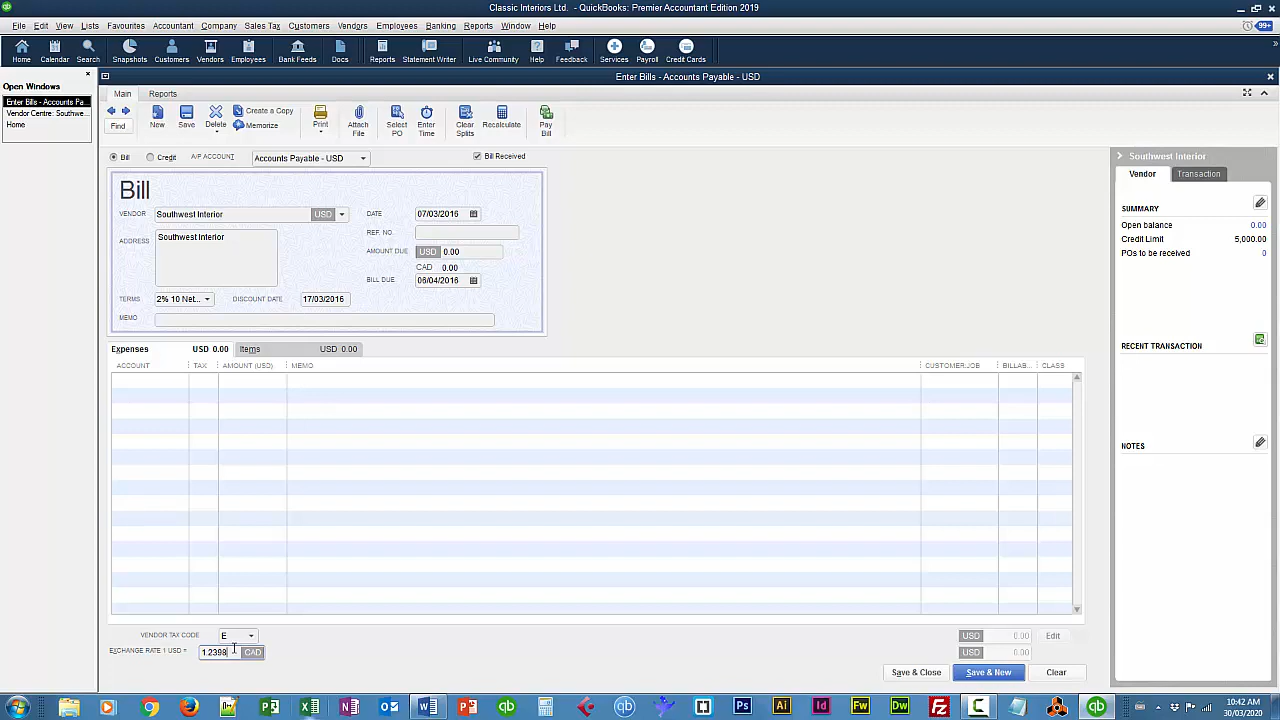 Classic Interiors Ltd. - QuickBooks: Premier Accountant Edition 2019
File Edit View Lists Favourites Accountant Company Sales Tax Customers Vendors Employees Banking Reports Window Help
99+
Home Calendar Search Snapshots Customers Vendors Employees Bank Feeds Docs Reports Statement Writer Live Community Help Feedback Services Payroll Credit Cards
Open Windows
Enter Bills - Accounts Pa...
Vendor Centre: Southwe...
Home
Enter Bills - Accounts Payable - USD
Main Reports
Find
New
Save
Delete
Create a Copy
Memorize
Print
Attach File
Select PO
Enter Time
Clear Splits
Recalculate
Pay Bill
Bill Credit A/P ACCOUNT Accounts Payable - USD Bill Received
Bill
VENDOR Southwest Interior USD DATE 07/03/2016
ADDRESS Southwest Interior REF. NO.
AMOUNT DUE USD 0.00
CAD 0.00
BILL DUE 06/04/2016
TERMS 2% 10 Net... DISCOUNT DATE 17/03/2016
MEMO
Expenses USD 0.00 Items USD 0.00
ACCOUNT TAX AMOUNT (USD) MEMO CUSTOMER:JOB BILLAB... CLASS
VENDOR TAX CODE E USD 0.00 Edit
EXCHANGE RATE 1 USD = 1.2398 CAD USD 0.00
Save & Close Save & New Clear
Southwest Interior
Vendor Transaction
SUMMARY
Open balance 0.00
Credit Limit 5,000.00
POs to be received 0
RECENT TRANSACTION
NOTES
10:42 AM
30/03/2020